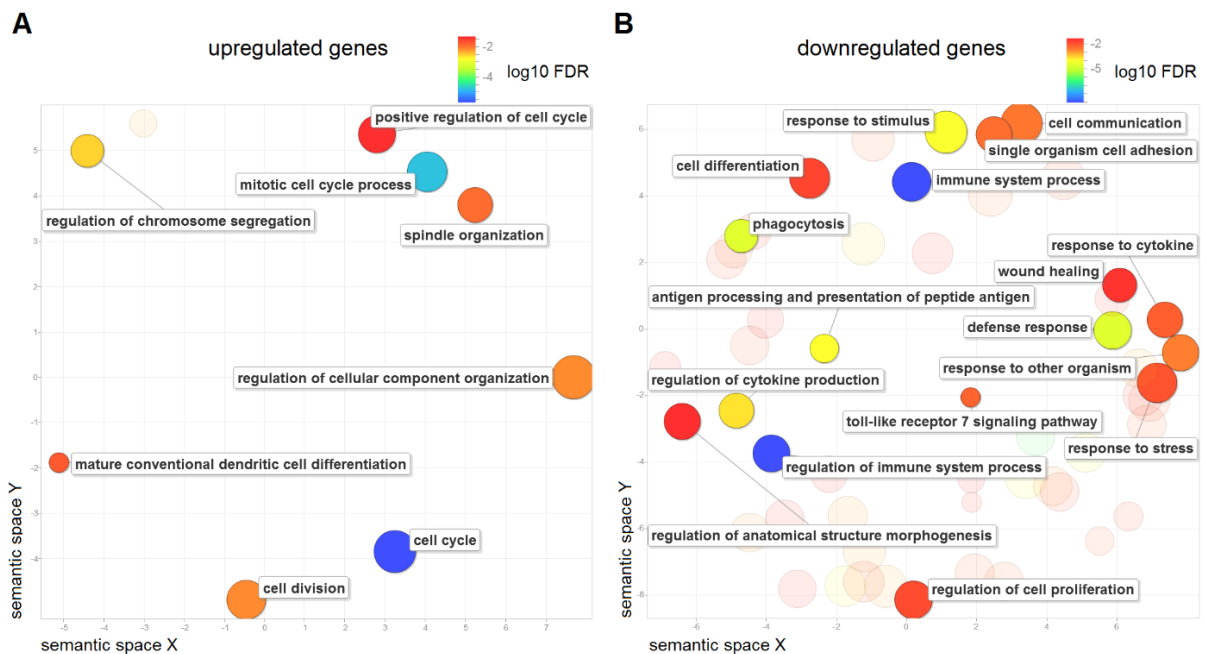 A
upregulated genes
-2
-4
log10 FDR
positive regulation of cell cycle
mitotic cell cycle process
regulation of chromosome segregation
spindle organization
regulation of cellular component organization
mature conventional dendritic cell differentiation
cell cycle
cell division
5
4
3
2
1
0
-1
-2
-3
-4
semantic space Y
-5 -4 -3 -2 -1 0 1 2 3 4 5 6 7
semantic space X
B
downregulated genes
-2
-5
log10 FDR
response to stimulus
cell communication
single organism cell adhesion
cell differentiation
immune system process
phagocytosis
response to cytokine
wound healing
antigen processing and presentation of peptide antigen
defense response
response to other organism
regulation of cytokine production
toll-like receptor 7 signaling pathway
response to stress
regulation of immune system process
regulation of anatomical structure morphogenesis
regulation of cell proliferation
6
4
2
0
-2
-4
-6
-8
semantic space Y
-6 -4 -2 0 2 4 6
semantic space X